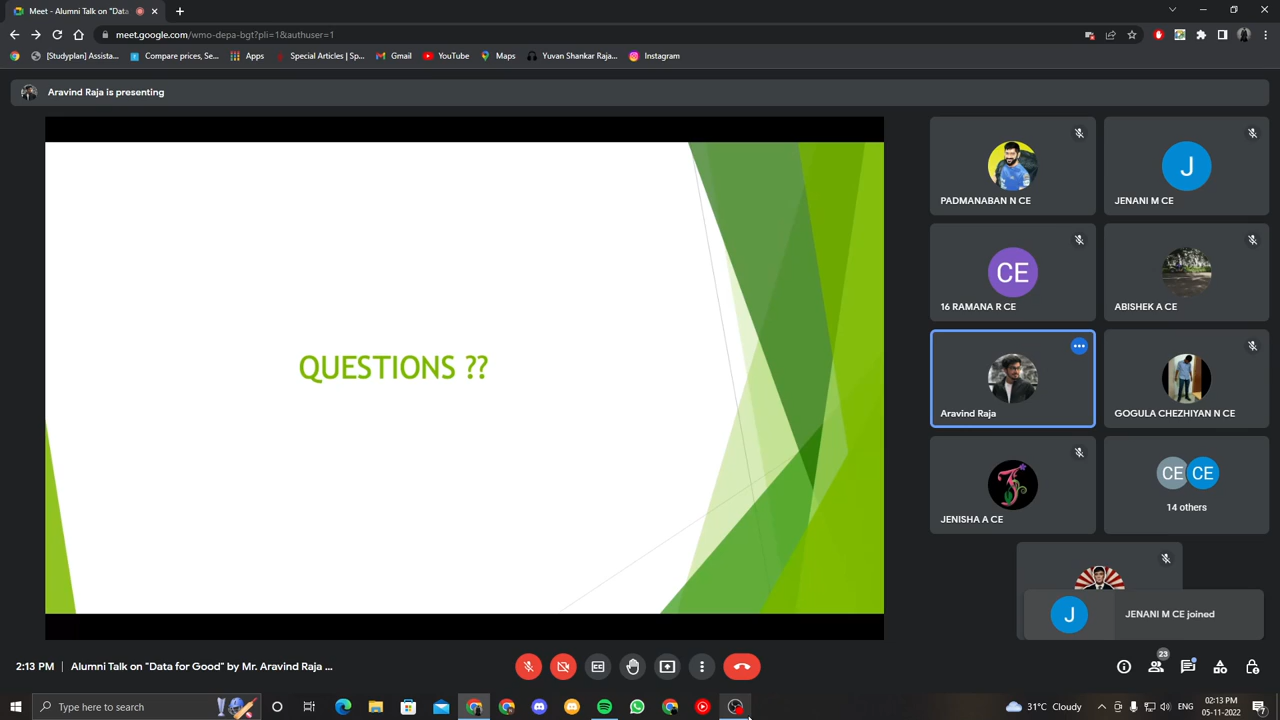 Meet - Alumni Talk on "Data
meet.google.com/wmo-depa-bgt?pli=1&authuser=1
[Studyplan] Assista... Compare prices, Se... Apps Special Articles | Sp... Gmail YouTube Maps Yuvan Shankar Raja... Instagram
Aravind Raja is presenting
QUESTIONS ??
PADMANABAN N CE
J
JENANI M CE
CE
16 RAMANA R CE
ABISHEK A CE
Aravind Raja
GOGULA CHEZHIYAN N CE
JENISHA A CE
CE CE
14 others
J
JENANI M CE joined
2:13 PM | Alumni Talk on "Data for Good" by Mr. Aravind Raja ...
23
Type here to search
31°C Cloudy
ENG
02:13 PM
05-11-2022
7